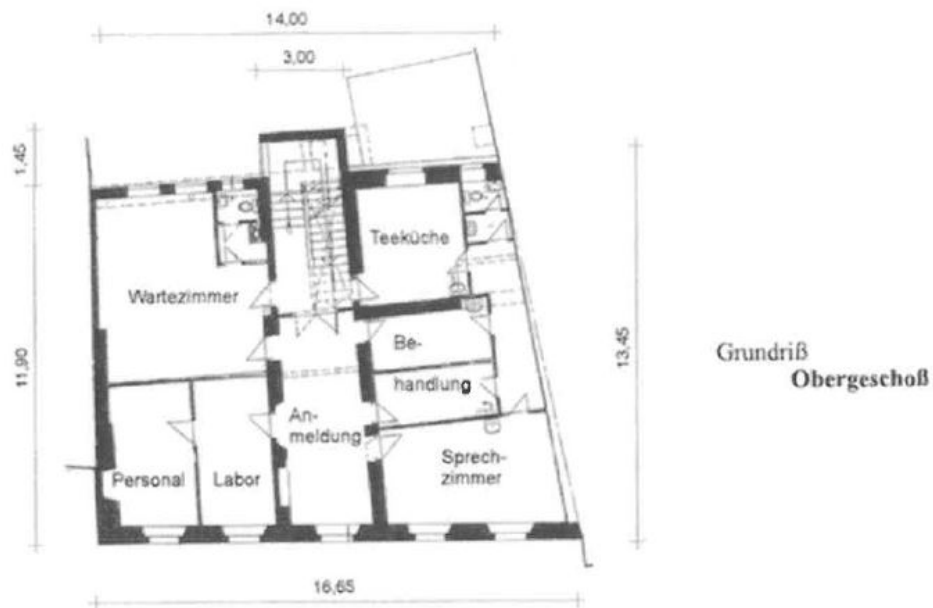 14,00
3,00
1,45
Teeküche
Wartezimmer
Be-
handlung
11,90
13,45
Grundriß
Obergeschoß
An-
meldung
Sprech-
zimmer
Personal
Labor
16,65